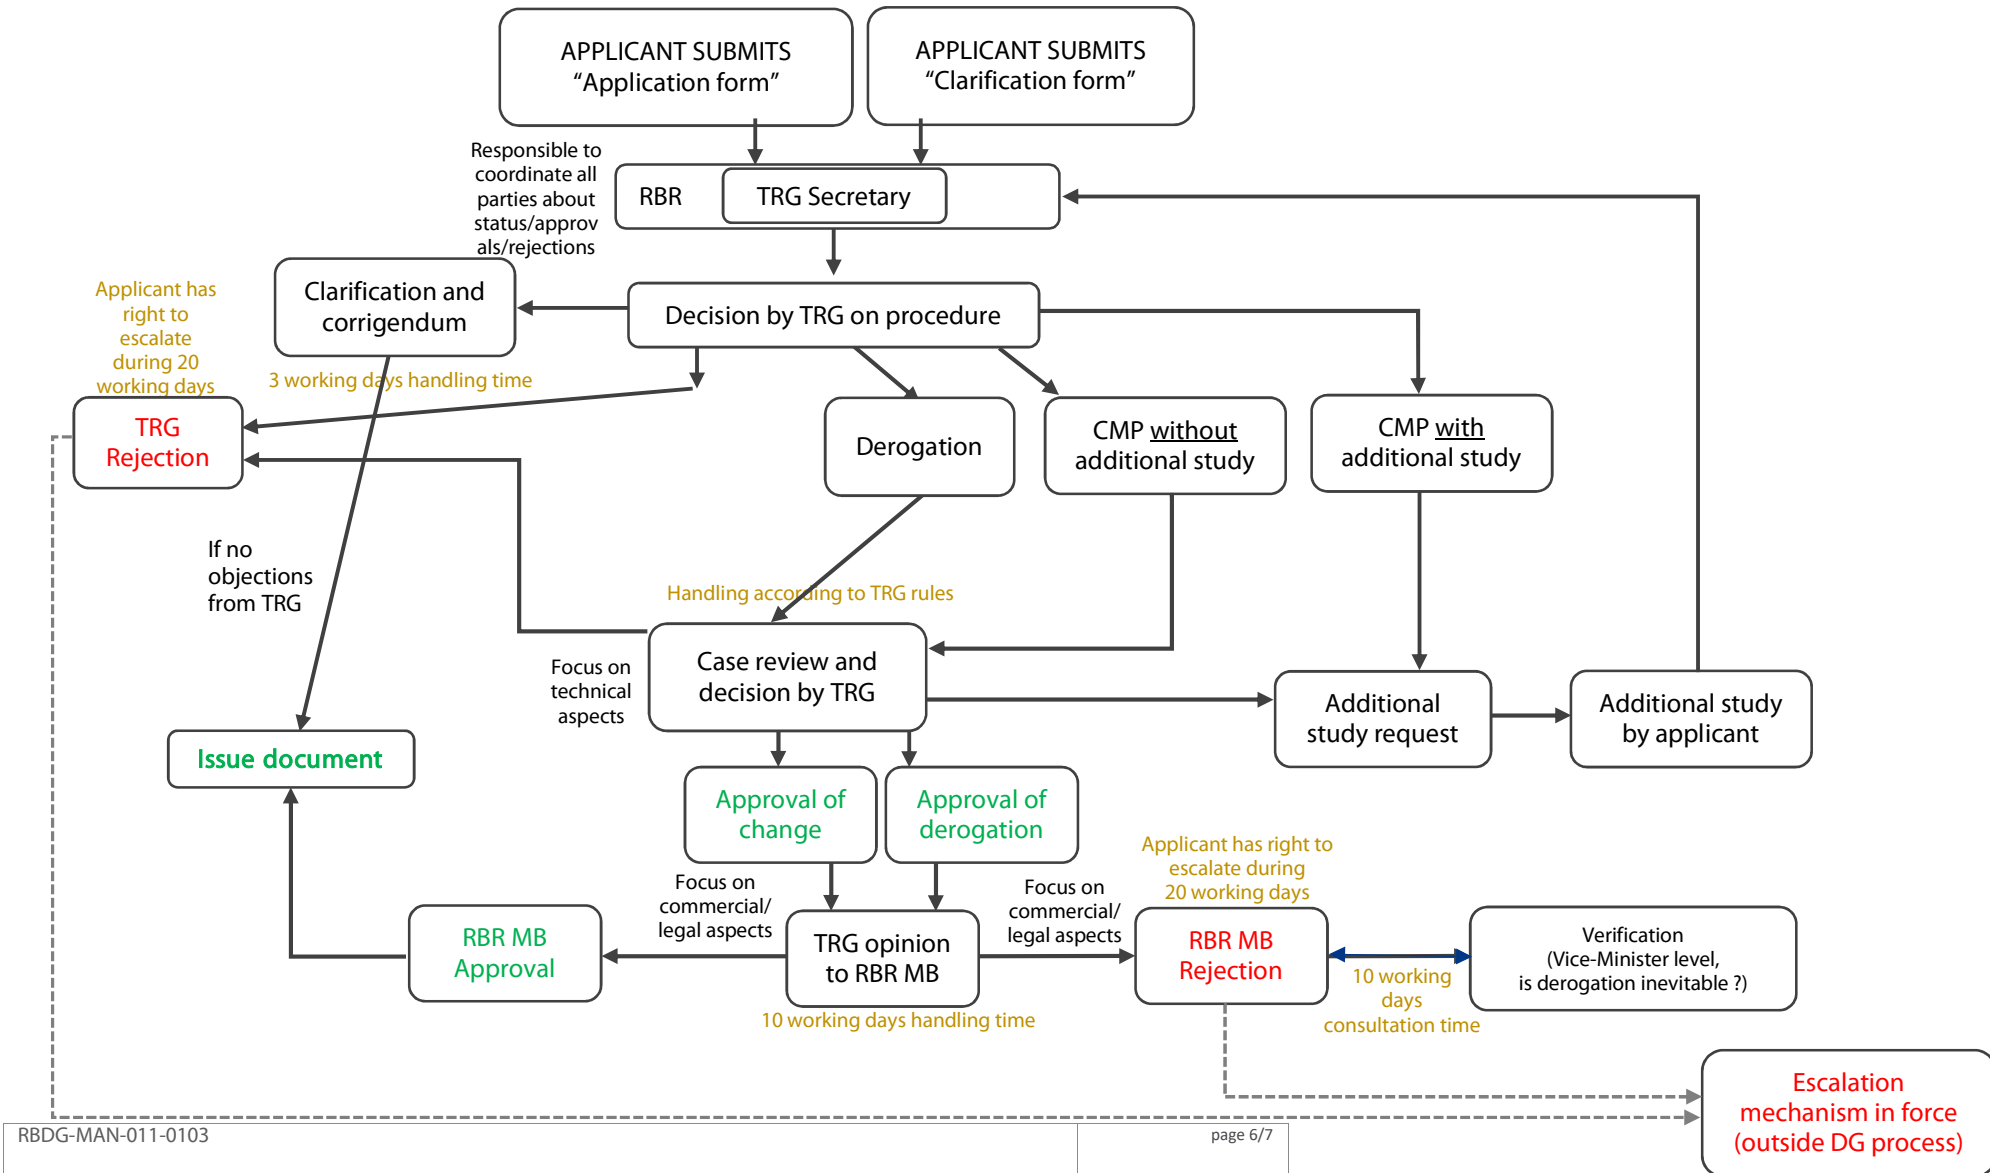 APPLICANT SUBMITS
“Application form”
APPLICANT SUBMITS
“Clarification form”
Responsible to
coordinate all
parties about
status/approv
als/rejections
RBR
TRG Secretary
Clarification and
corrigendum
Decision by TRG on procedure
Applicant has
right to
escalate
during 20
working days
3 working days handling time
TRG
Rejection
Derogation
CMP without
additional study
CMP with
additional study
If no
objections
from TRG
Handling according to TRG rules
Focus on
technical
aspects
Case review and
decision by TRG
Additional
study request
Additional study
by applicant
Issue document
Approval of
change
Approval of
derogation
Applicant has right to
escalate during
20 working days
Focus on
commercial/
legal aspects
Focus on
commercial/
legal aspects
RBR MB
Approval
TRG opinion
to RBR MB
RBR MB
Rejection
Verification
(Vice-Minister level,
is derogation inevitable ?)
10 working
days
consultation time
10 working days handling time
Escalation
mechanism in force
(outside DG process)
RBDG-MAN-011-0103
page 6/7